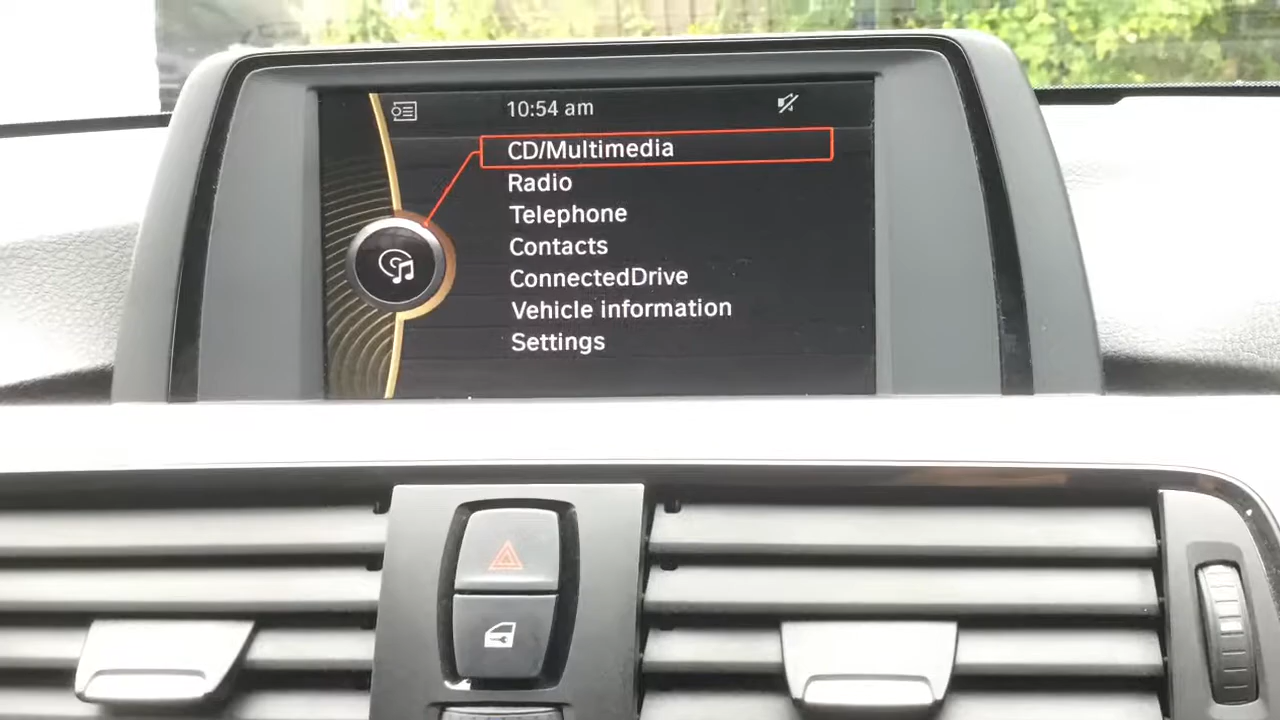 10:54 am
CD/Multimedia
Radio
Telephone
Contacts
ConnectedDrive
Vehicle information
Settings